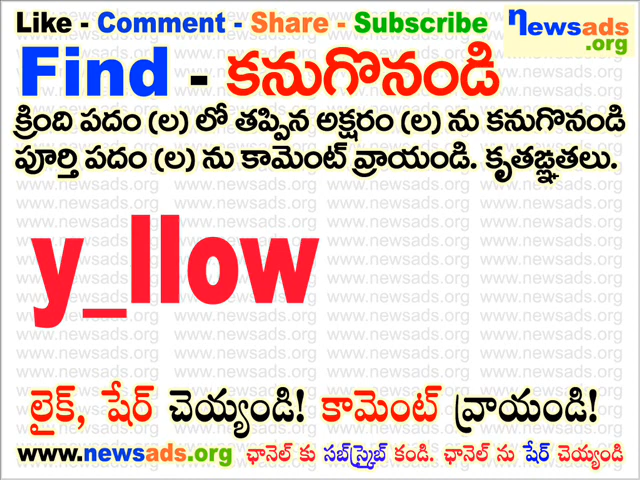 Like - Comment - Share - Subscribe
newsads
.org
Find - కనుగొనండి
క్రింది పదం (ల) లో తప్పిన అక్షరం (ల) ను కనుగొనండి
పూర్తి పదం (ల) ను కామెంట్ వ్రాయండి. కృతజ్ఞతలు.
y_llow
లైక్, షేర్ చెయ్యండి! కామెంట్ వ్రాయండి!
www.newsads.org ఛానెల్ కు సబ్‌స్క్రైబ్ కండి. ఛానెల్ ను షేర్ చెయ్యండి